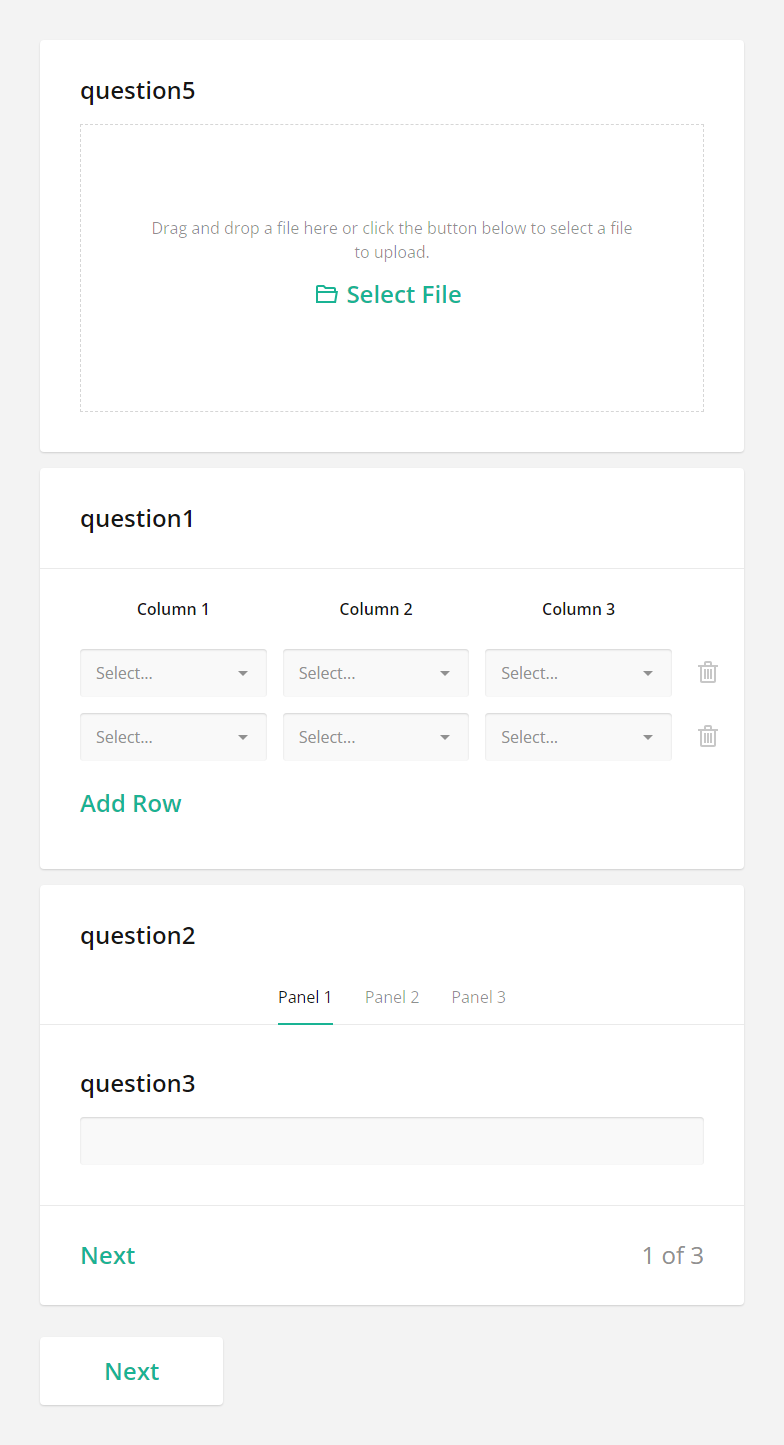 question5
Drag and drop a file here or click the button below to select a file
to upload.
Select File
question1
Column 1 Column 2 Column 3
Select... Select... Select...
Select... Select... Select...
Add Row
question2
Panel 1 Panel 2 Panel 3
question3
Next 1 of 3
Next